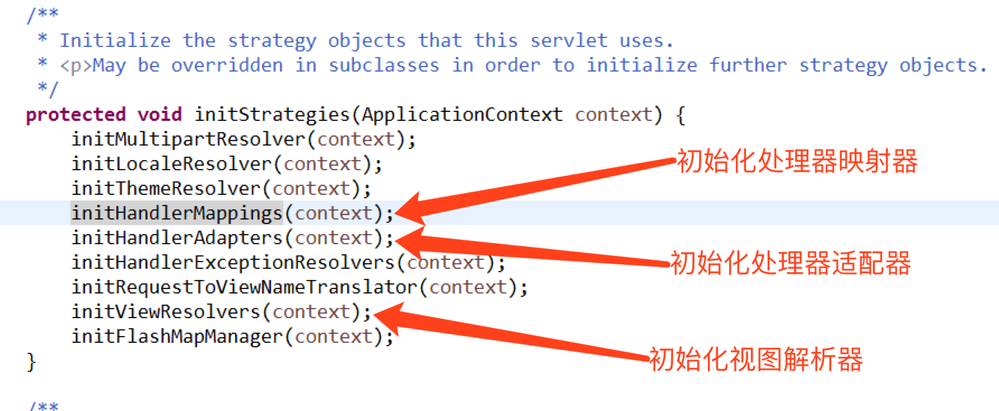 /**
* Initialize the strategy objects that this servlet uses.
* <p>May be overridden in subclasses in order to initialize further strategy objects.
*/
protected void initStrategies(ApplicationContext context) {
initMultipartResolver(context);
initLocaleResolver(context);
初始化处理器映射器
initThemeResolver(context);
initHandlerMappings(context);
initHandlerAdapters(context);
initHandlerExceptionResolvers(context);
初始化处理器适配器
initRequestToViewNameTranslator(context);
initViewResolvers(context);
initFlashMapManager(context);
初始化视图解析器
}
/**